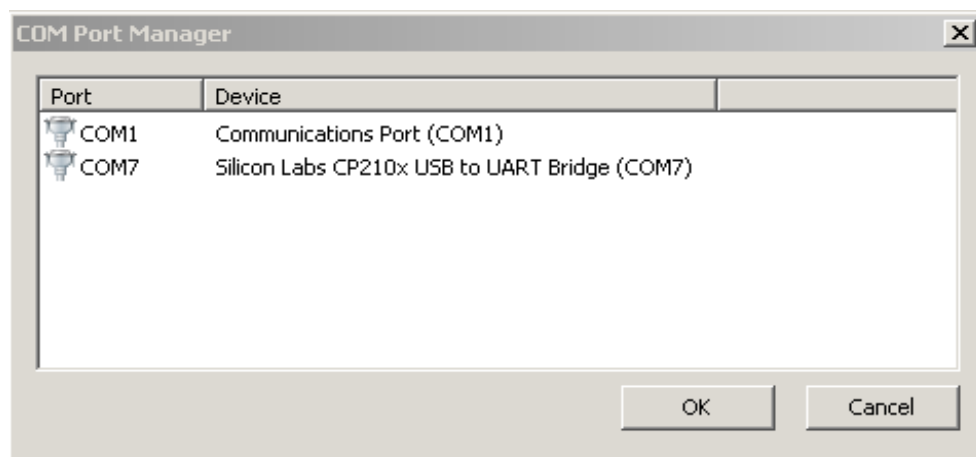 COM Port Manager
Port Device
COM1 Communications Port (COM1)
COM7 Silicon Labs CP210x USB to UART Bridge (COM7)
OK Cancel